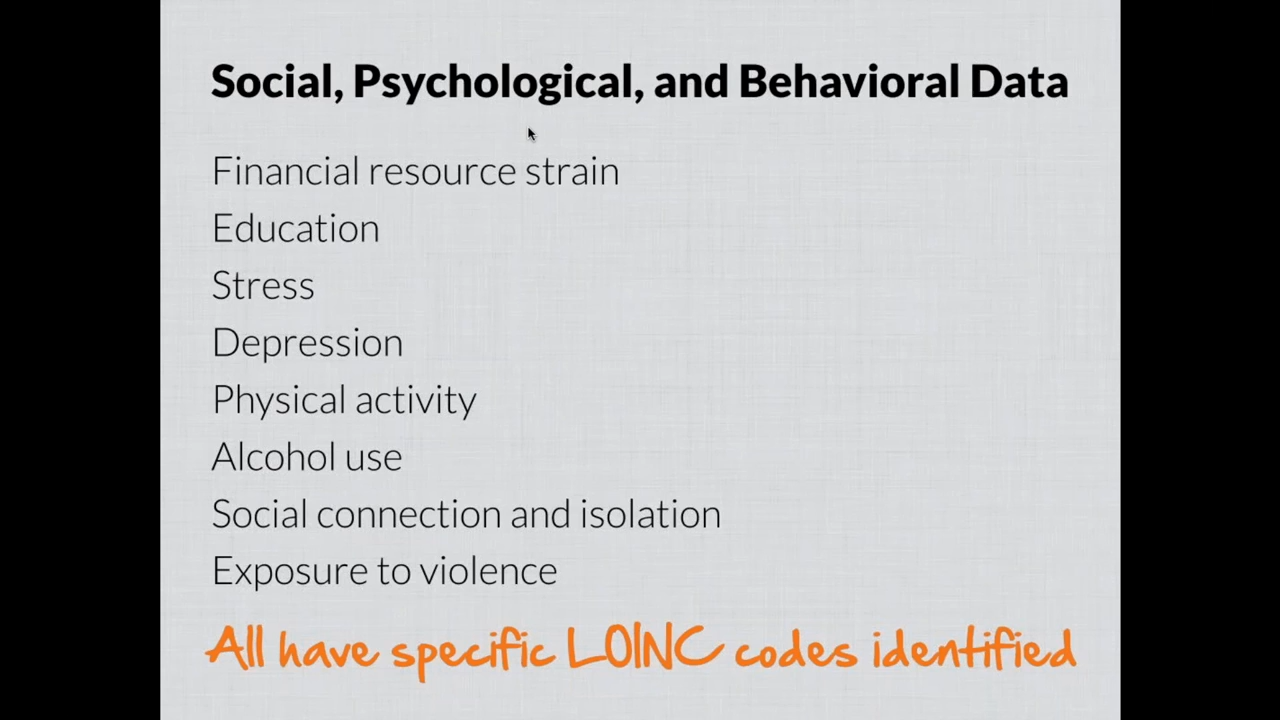 Social, Psychological, and Behavioral Data
Financial resource strain
Education
Stress
Depression
Physical activity
Alcohol use
Social connection and isolation
Exposure to violence
All have specific LOINC codes identified